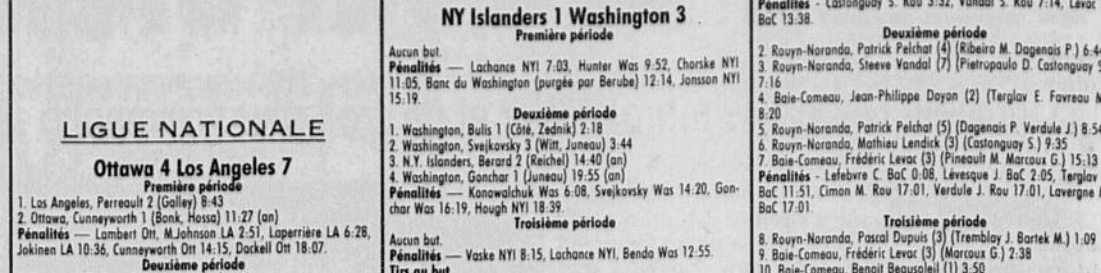 LIGUE NATIONALE
Ottawa 4 Los Angeles 7
Première période
1. Los Angeles, Perreault 2 (Galley) 8:43
2. Ottawa, Cunneyworth 1 (Bonk, Hossa) 11:27 (an)
Pénalités — Lambert Ott, M.Johnson LA 2:51, Laperrière LA 6:28,
Jokinen LA 10:36, Cunneyworth Ott 14:15, Dackell Ott 18:07.
Deuxième période
NY Islanders 1 Washington 3
Première période
Aucun but.
Pénalités — Lachance NYI 7:03, Hunter Was 9:52, Chorske NYI
11:05, Banc du Washington (purgée par Berube) 12:14, Jonsson NYI
15:19.
Deuxième période
1. Washington, Bulis 1 (Côté, Zednik) 2:18
2. Washington, Svejkovsky 3 (Witt, Juneau) 3:44
3. N.Y. Islanders, Berard 2 (Reichel) 14:40 (an)
4. Washington, Gonchar 1 (Juneau) 19:55 (an)
Pénalités — Konowalchuk Was 6:08, Svejkovsky Was 14:20, Gon-
char Was 16:19, Hough NYI 18:39.
Troisième période
Aucun but.
Pénalités — Vaske NYI 8:15, Lachance NYI, Benda Was 12:55.
Tirs au but
Pénalités - Castonguay S. Rou 3:32, Vandal S. Rou 7:14, Levac
BaC 13:38.
Deuxième période
2. Rouyn-Noranda, Patrick Pelchat (4) (Ribeiro M. Dagenais P.) 6:44
3. Rouyn-Noranda, Steeve Vandal (7) (Pietropaulo D. Castonguay S
7:16
4. Baie-Comeau, Jean-Philippe Doyon (2) (Terglav E. Favreau M
8:20
5. Rouyn-Noranda, Patrick Pelchat (5) (Dagenais P. Verdule J.) 8:54
6. Rouyn-Noranda, Mathieu Lendick (3) (Castonguay S.) 9:35
7. Baie-Comeau, Frédéric Levac (2) (Pineault M. Marcoux G.) 15:13
Pénalités - Lefebvre C. BaC 0:08, Lévesque J. BaC 2:05, Terglav
BaC 11:51, Cimon M. Rou 17:01, Verdule J. Rou 17:01, Lavergne
BaC 17:01.
Troisième période
8. Rouyn-Noranda, Pascal Dupuis (3) (Tremblay J. Bartek M.) 1:09
9. Baie-Comeau, Frédéric Levac (3) (Marcoux G.) 2:38
10. Baie-Comeau, Benoit Beausoleil (1) 3:50